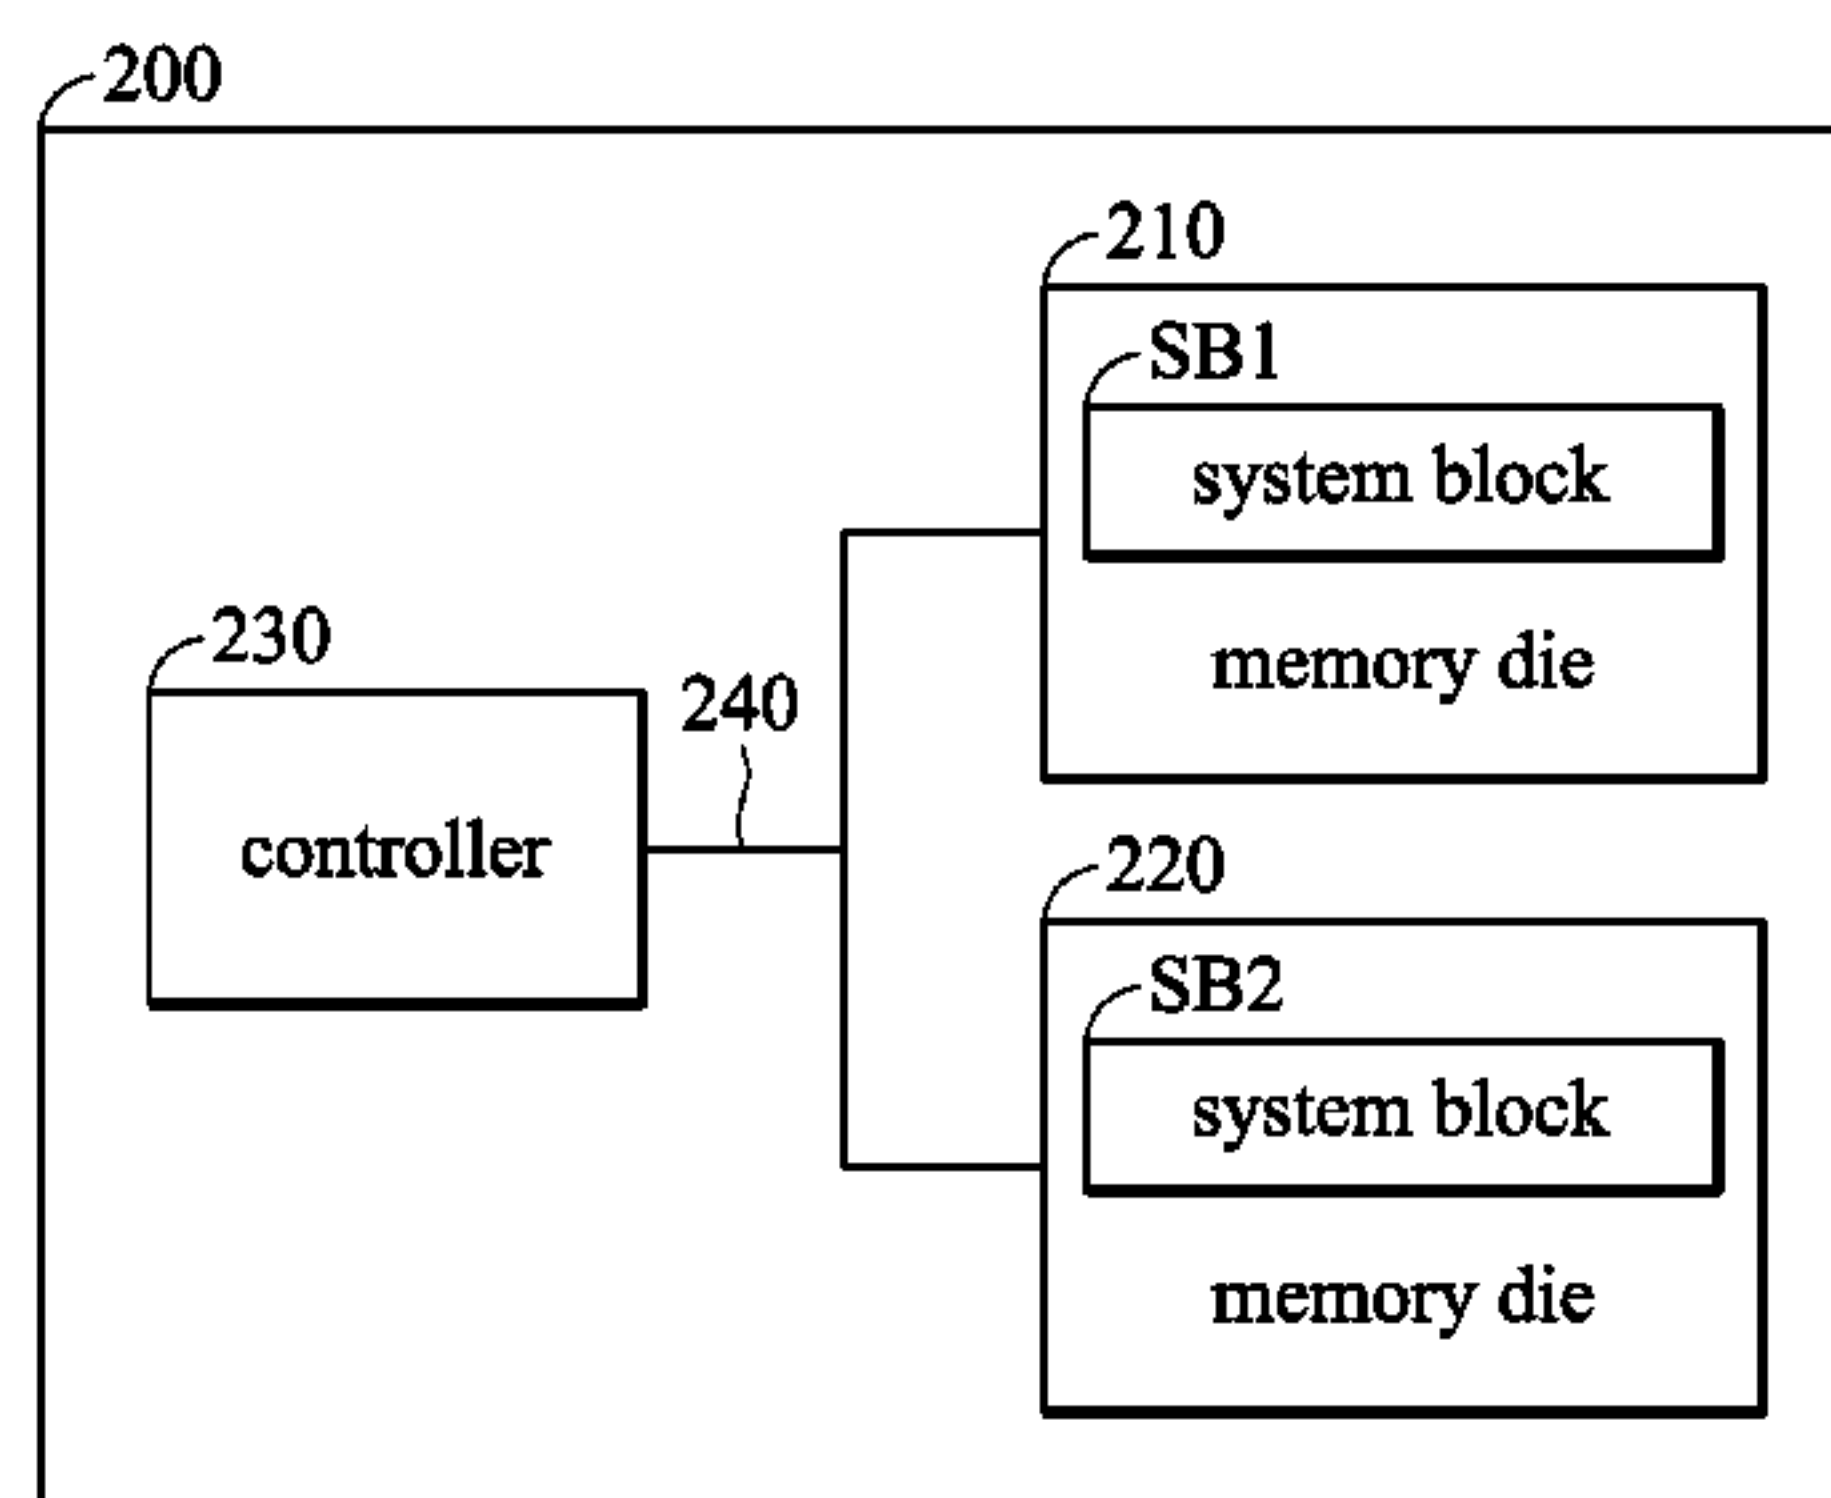 200
210
SB1
system block
memory die
230
controller
240
220
SB2
system block
memory die